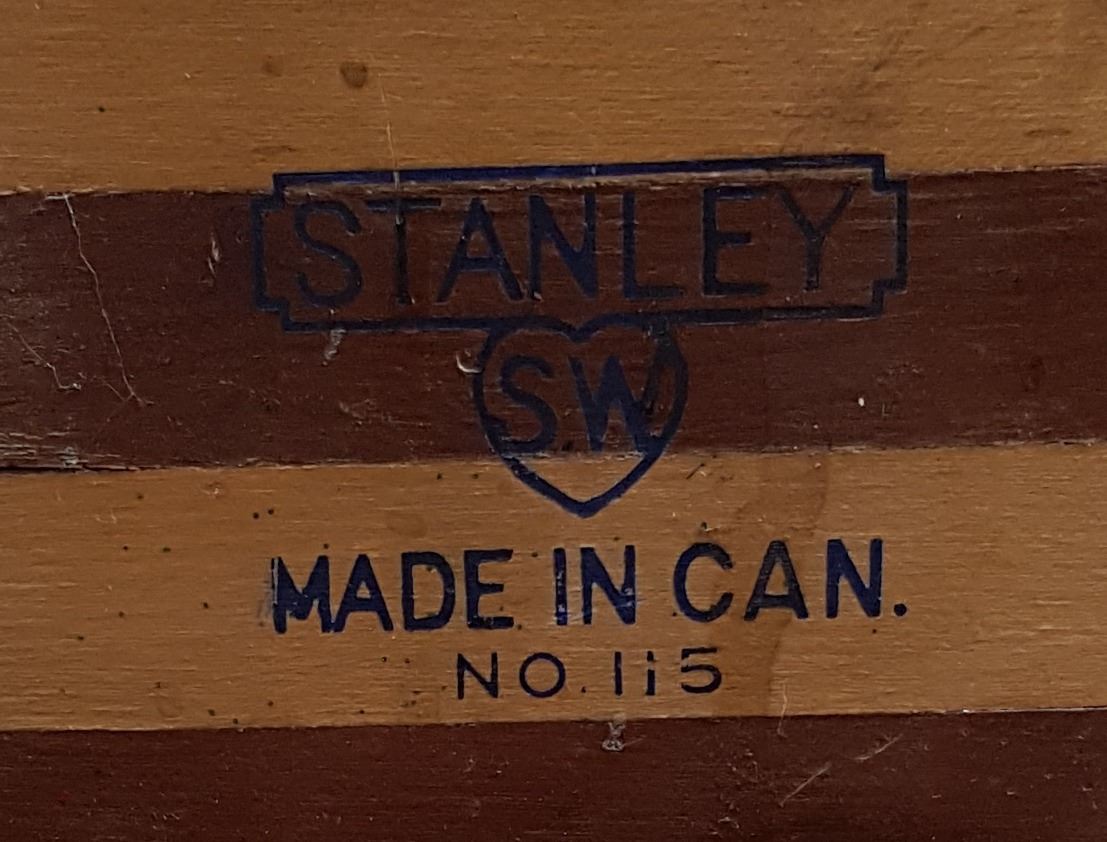 STANLEY
SW
MADE IN CAN.
NO. 115